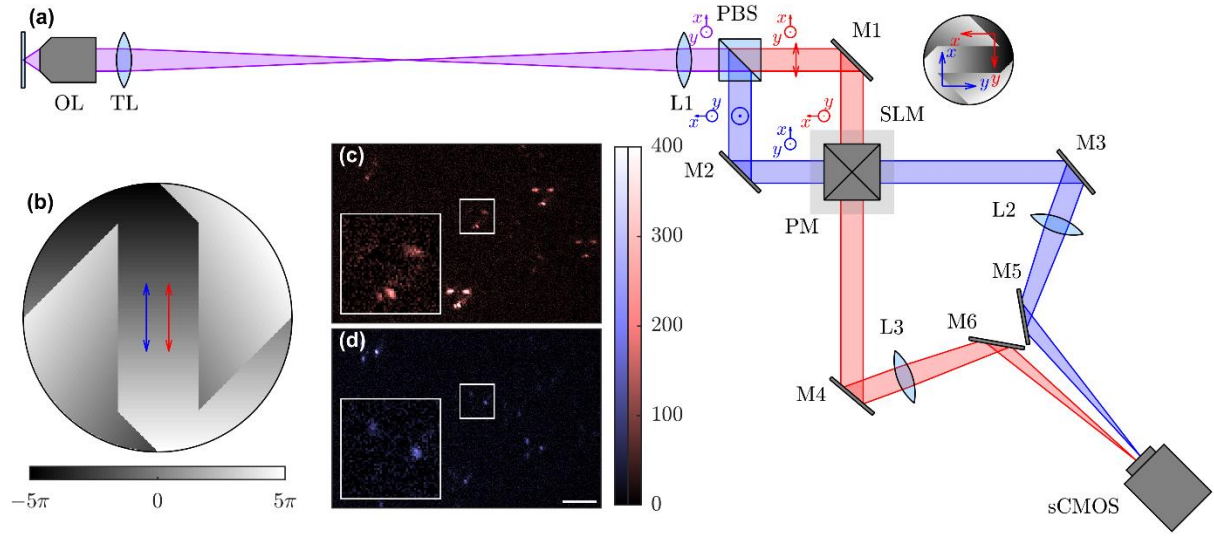 (a)
OL
TL
L1
x
y
PBS
x
y
M1
x
y
x
y
x
y
x
y
x
y
SLM
M2
PM
M3
L2
M5
M6
L3
M4
sCMOS
(b)
−5π
0
5π
(c)
(d)
400
300
200
100
0